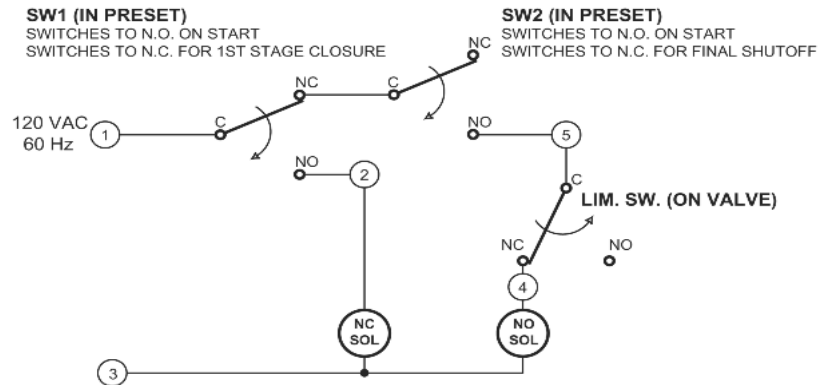 SW1 (IN PRESET)
SWITCHES TO N.O. ON START
SWITCHES TO N.C. FOR 1ST STAGE CLOSURE
SW2 (IN PRESET)
SWITCHES TO N.O. ON START
SWITCHES TO N.C. FOR FINAL SHUTOFF
NC
NC
C
C
120 VAC
60 Hz
1
NO
5
NO
2
C
LIM. SW. (ON VALVE)
NC
NO
4
NC
SOL
NO
SOL
3